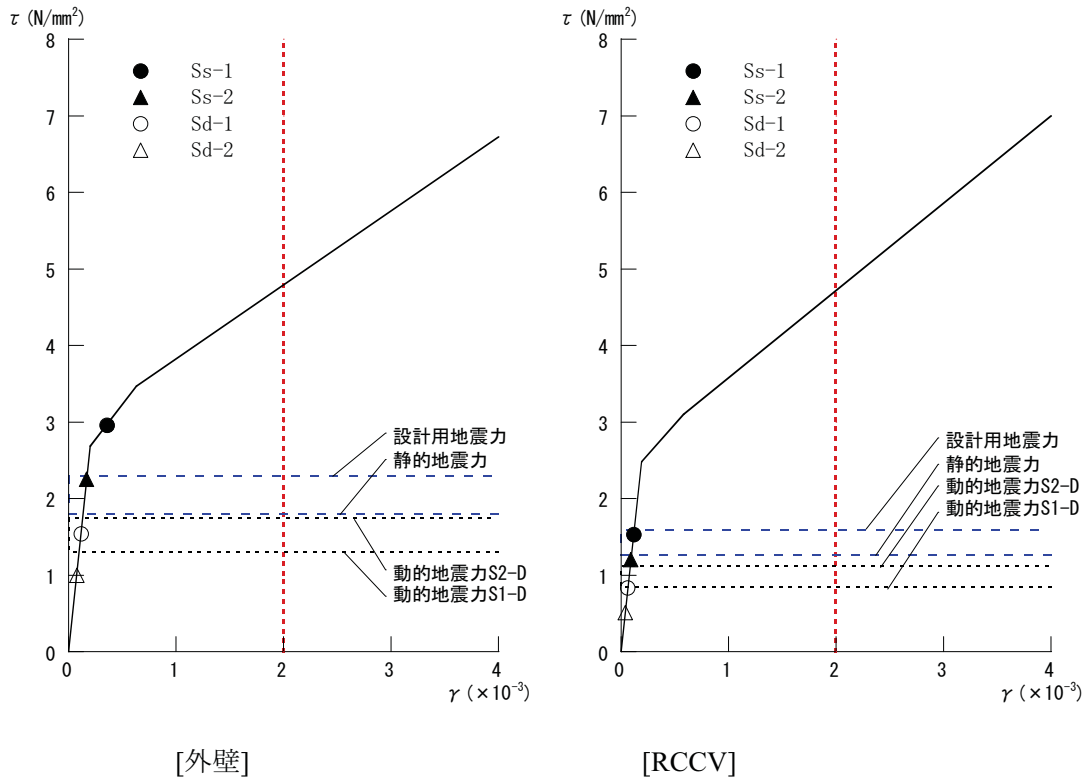 τ (N/mm²)
8
7
6
5
4
3
2
1
0
● Ss-1
▲ Ss-2
○ Sd-1
△ Sd-2
設計用地震力
静的地震力
動的地震力S2-D
動的地震力S1-D
0 1 2 3 4
γ (×10⁻³)
[外壁]
τ (N/mm²)
8
7
6
5
4
3
2
1
0
● Ss-1
▲ Ss-2
○ Sd-1
△ Sd-2
設計用地震力
静的地震力
動的地震力S2-D
動的地震力S1-D
0 1 2 3 4
γ (×10⁻³)
[RCCV]